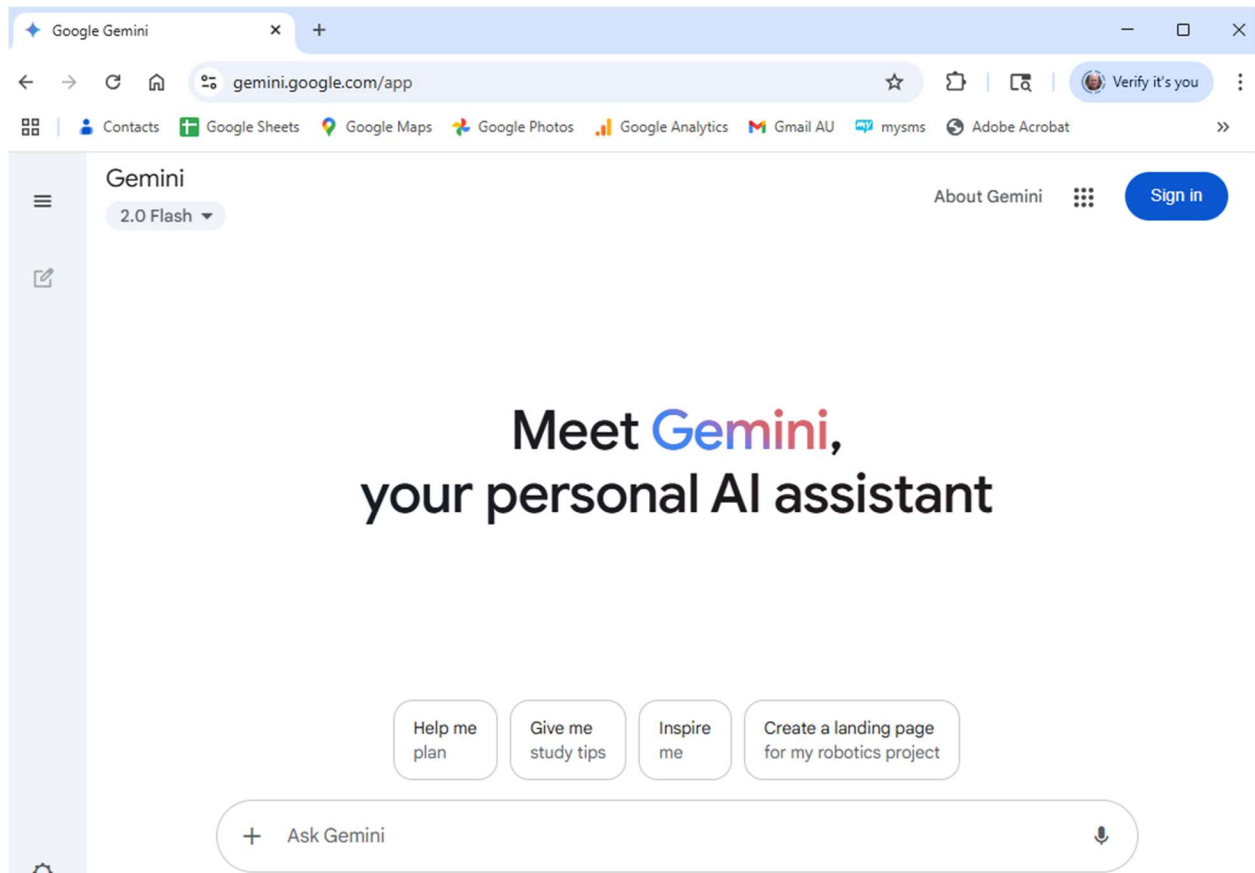 Google Gemini
gemini.google.com/app
Verify it's you
Contacts Google Sheets Google Maps Google Photos Google Analytics Gmail AU my mysms Adobe Acrobat
Gemini
2.0 Flash
About Gemini
Sign in
Meet Gemini,
your personal AI assistant
Help me
plan
Give me
study tips
Inspire
me
Create a landing page
for my robotics project
Ask Gemini